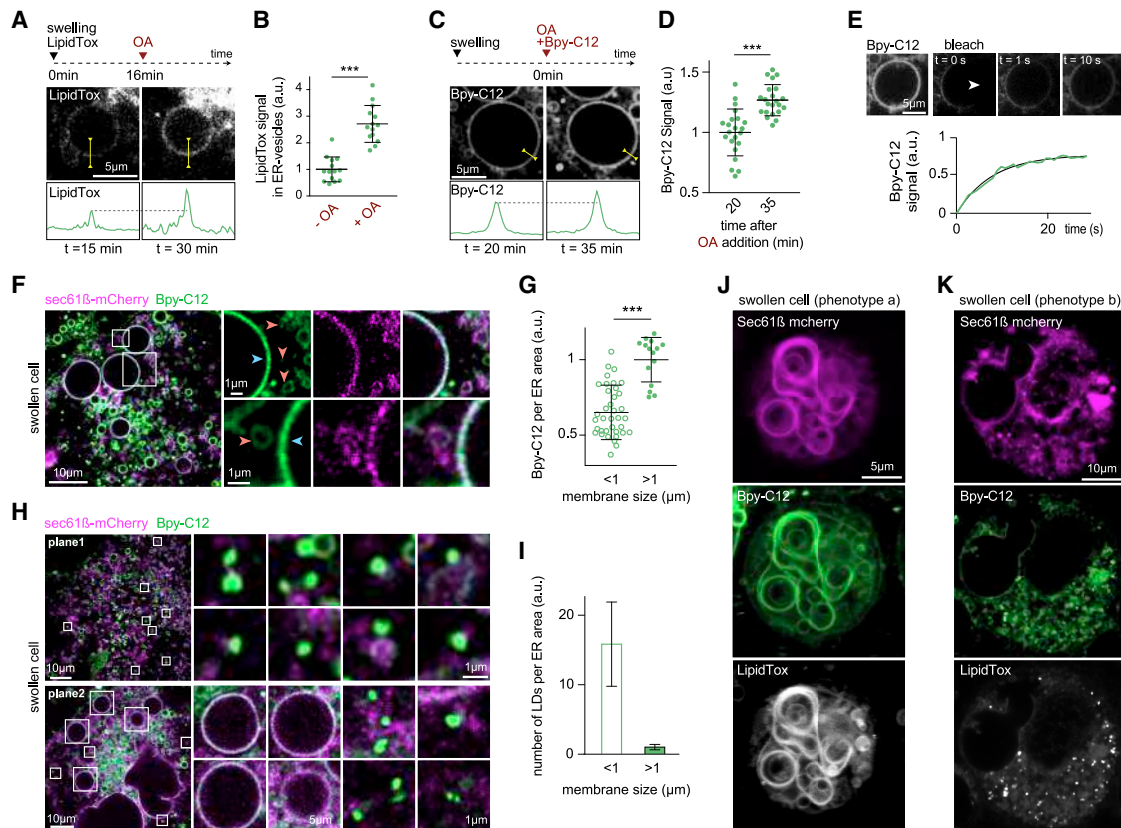 A
swelling
LipidTox
OA
time
0min
16min
LipidTox
5µm
LipidTox
t =15 min
t = 30 min
B
***
LipidTox signal
in ER-vesicles (a.u.)
5
4
3
2
1
0
- OA
+ OA
C
swelling
OA
+Bpy-C12
time
0min
Bpy-C12
5µm
Bpy-C12
t = 20 min
t = 35 min
D
***
Bpy-C12 Signal (a.u)
1.5
1
0.5
20
35
time after
OA addition (min)
E
Bpy-C12
bleach
t = 0 s
t = 1 s
t = 10 s
5µm
Bpy-C12
signal (a.u.)
1
0
0
20
time (s)
F
sec61ß-mCherry Bpy-C12
swollen cell
10µm
1µm
1µm
G
***
Bpy-C12 per ER area (a.u.)
1
0.5
<1
>1
membrane size (µm)
H
sec61ß-mCherry Bpy-C12
swollen cell
plane1
10µm
1µm
plane2
10µm
5µm
1µm
I
number of LDs per ER area (a.u.)
20
10
0
<1
>1
membrane size (µm)
J
swollen cell (phenotype a)
Sec61ß mcherry
5µm
Bpy-C12
LipidTox
K
swollen cell (phenotype b)
Sec61ß mCherry
10µm
Bpy-C12
LipidTox